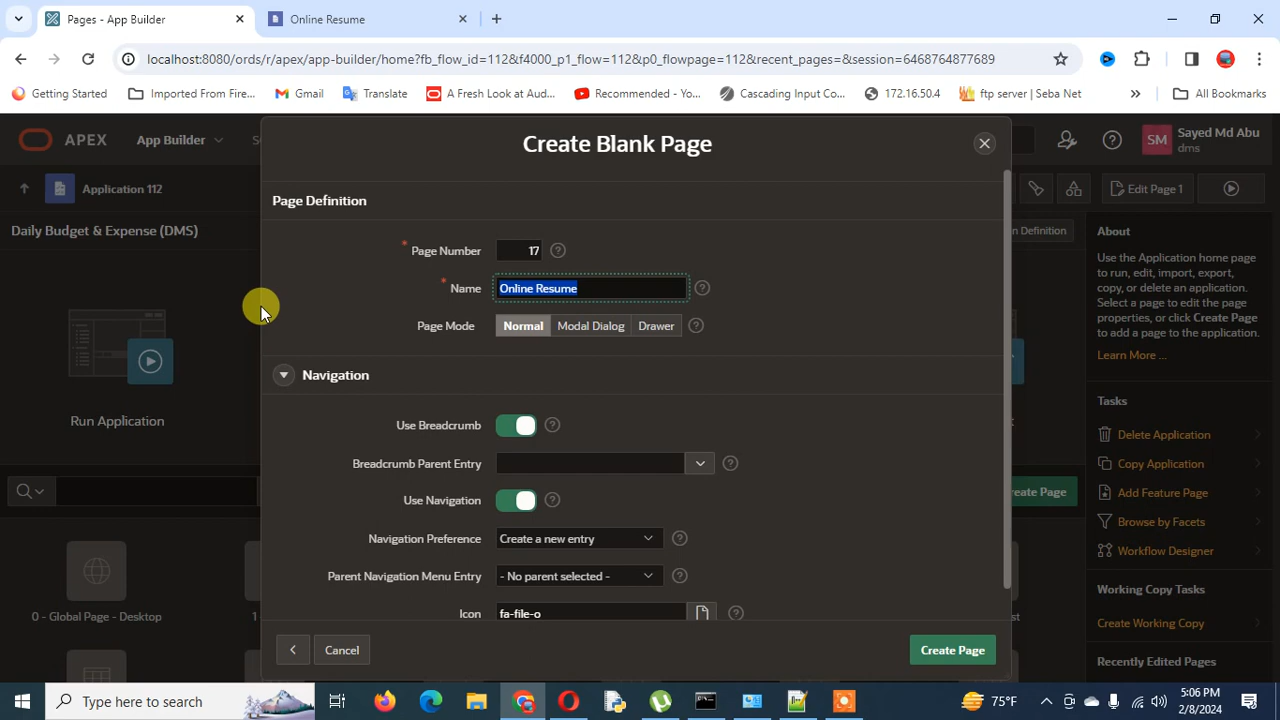 Pages - App Builder
Online Resume
localhost:8080/ords/r/apex/app-builder/home?fb_flow_id=112&f4000_p1_flow=112&p0_flowpage=112&recent_pages=&session=6468764877689
Getting Started
Imported From Fire...
Gmail
Translate
A Fresh Look at Aud...
Recommended - Yo...
Cascading Input Co...
172.16.50.4
ftp server ( Seba Net
All Bookmarks
APEX
App Builder
SM
Sayed Md Abu
dms
Application 112
Edit Page 1
Daily Budget & Expense (DMS)
n Definition
Create Blank Page
Page Definition
* Page Number 17
* Name Online Resume
Page Mode Normal Modal Dialog Drawer
Navigation
Use Breadcrumb
Breadcrumb Parent Entry
Use Navigation
Navigation Preference Create a new entry
Parent Navigation Menu Entry - No parent selected -
Icon fa-file-o
Cancel
Create Page
Run Application
reate Page
0 - Global Page - Desktop
1
About
Use the Application home page
to run, edit, import, export,
copy, or delete an application.
Select a page to edit the page
properties, or click Create Page
to add a page to the application
Learn More ...
Tasks
Delete Application
Copy Application
Add Feature Page
Browse by Facets
Workflow Designer
Working Copy Tasks
Create Working Copy
Recently Edited Pages
Type here to search
75°F
5:06 PM
2/8/2024